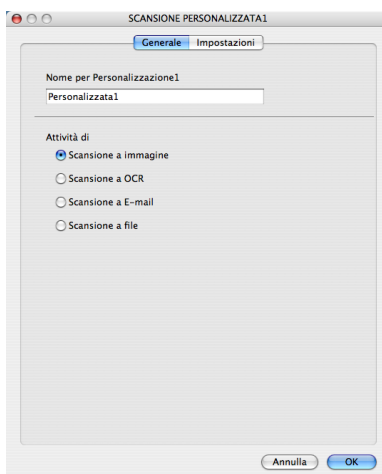 SCANSIONE PERSONALIZZATA1
Generale Impostazioni
Nome per Personalizzazione1
Personalizzata1
Attività di
Scansione a immagine
Scansione a OCR
Scansione a E-mail
Scansione a file
Annulla OK